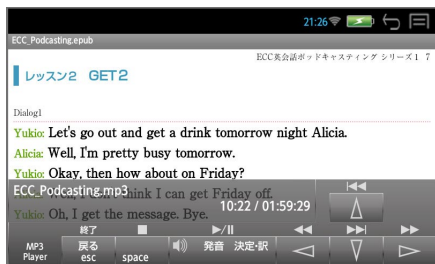 21:26
ECC_Podcasting.epub
ECC英会話ポッドキャスティング シリーズ1 7
レッスン2 GET2
Dialog1
Yukio: Let's go out and get a drink tomorrow night Alicia.
Alicia: Well, I'm pretty busy tomorrow.
Yukio: Okay, then how about on Friday?
Alicia: Well, I don't think I can get Friday off.
ECC_Podcasting.mp3
10:22 / 01:59:29
Yukio: Oh, I get the message. Bye.
終了
MP3 Player
戻る esc
space
発音 決定・訳